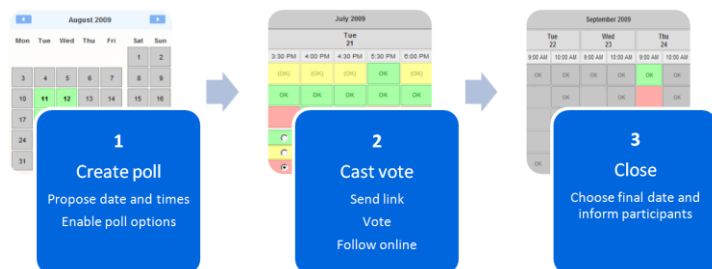 August 2009
Mon Tue Wed Thu Fri Sat Sun
1 2
3 4 5 6 7 8 9
10 11 12 13 14 15 16
17
24
31
1
Create poll
Propose date and times
Enable poll options
July 2009
Tue
21
3:30 PM 4:00 PM 4:30 PM 5:30 PM 6:00 PM
(OK) (OK) (OK) OK (OK)
OK OK OK OK OK
2
Cast vote
Send link
Vote
Follow online
September 2009
Tue Wed Thu
22 23 24
9:00 AM 10:00 AM 9:00 AM 10:00 AM 9:00 AM 10:00 AM
OK OK OK OK OK OK
OK OK OK OK
OK
3
Close
Choose final date and
inform participants